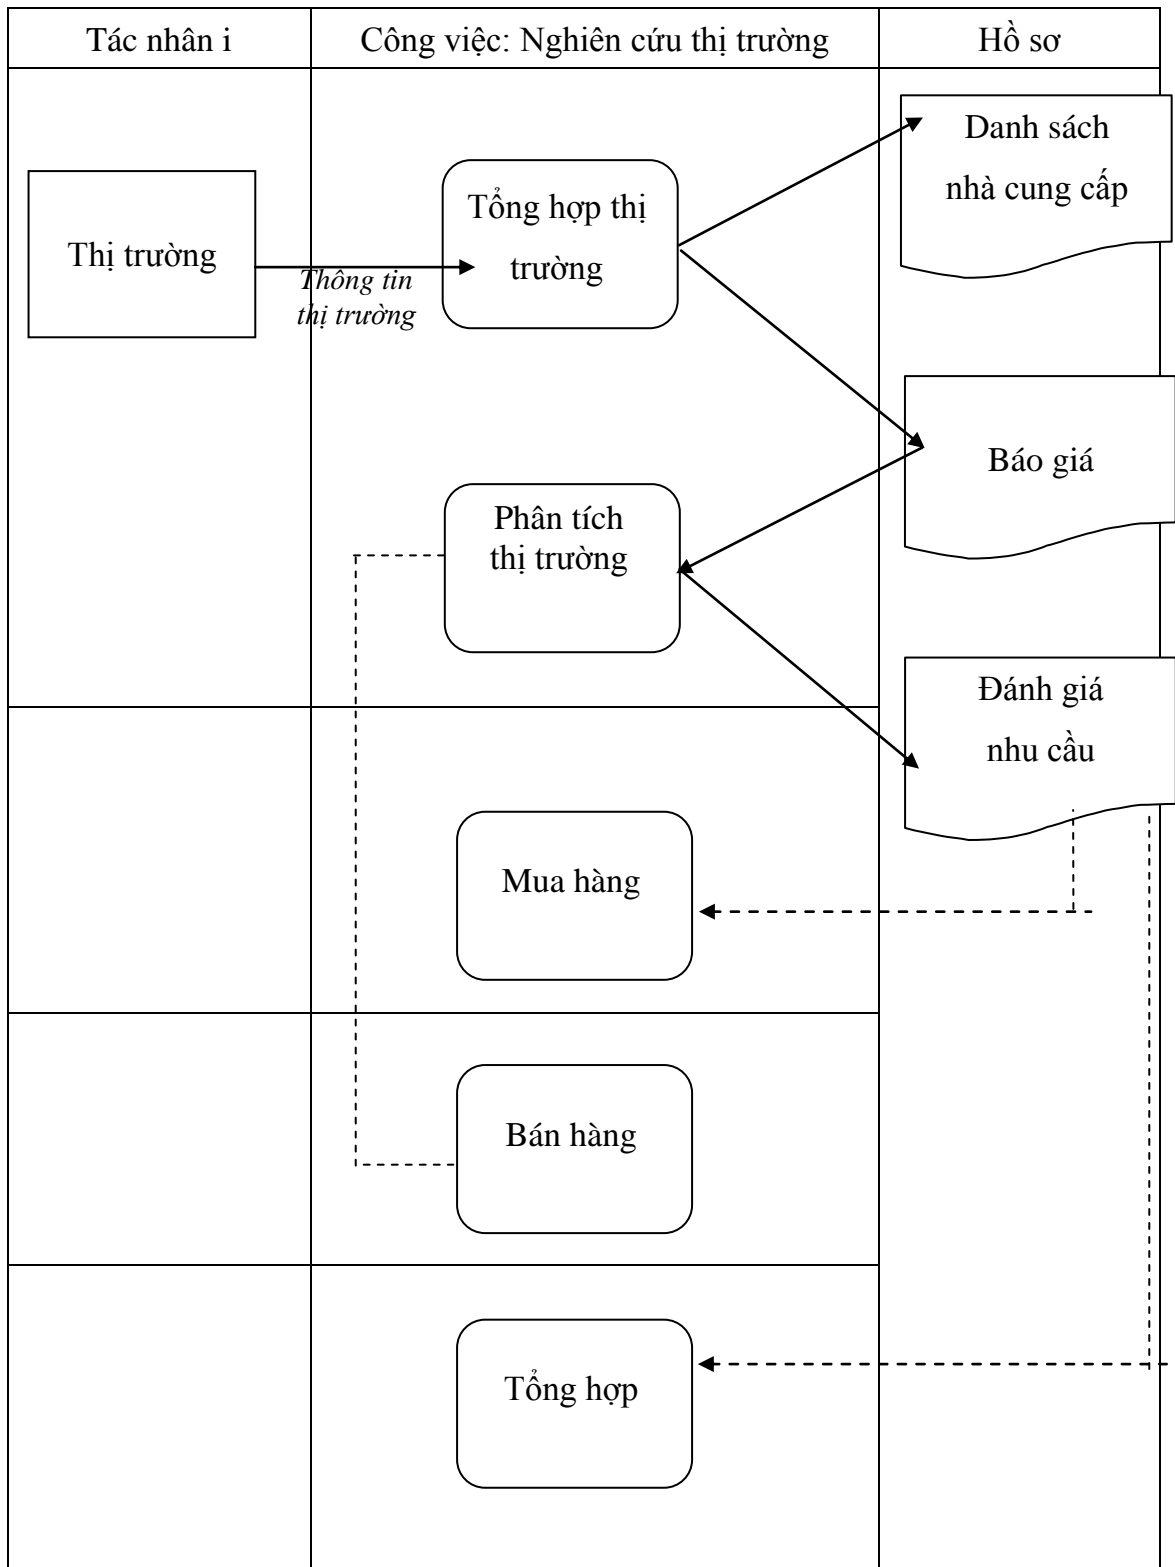 Tác nhân i
Công việc: Nghiên cứu thị trường
Hồ sơ
Danh sách
nhà cung cấp
Tổng hợp thị
trường
Thị trường
Thông tin
thị trường
Báo giá
Phân tích
thị trường
Đánh giá
nhu cầu
Mua hàng
Bán hàng
Tổng hợp